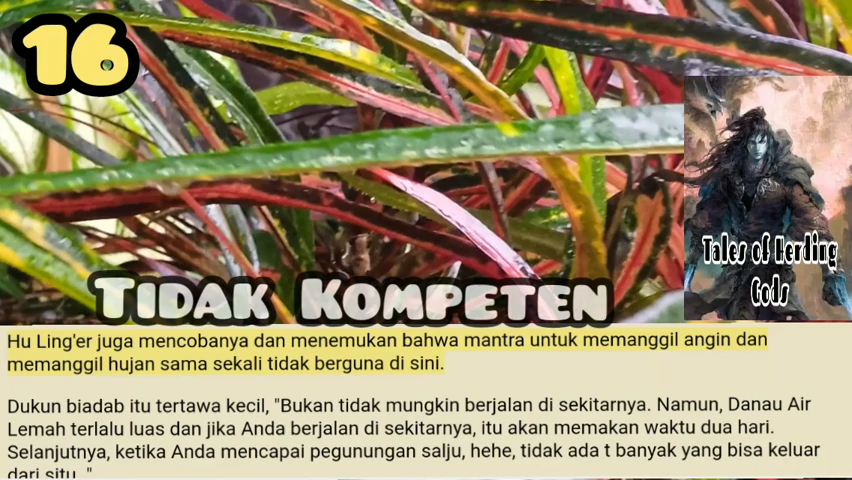 16
Tales of Herding
Gods
TIDAK KOMPETEN
Hu Ling'er juga mencobanya dan menemukan bahwa mantra untuk memanggil angin dan
memanggil hujan sama sekali tidak berguna di sini.
Dukun biadab itu tertawa kecil, "Bukan tidak mungkin berjalan di sekitarnya. Namun, Danau Air
Lemah terlalu luas dan jika Anda berjalan di sekitarnya, itu akan memakan waktu dua hari.
Selanjutnya, ketika Anda mencapai pegunungan salju, hehe, tidak ada t banyak yang bisa keluar
dari situ. "